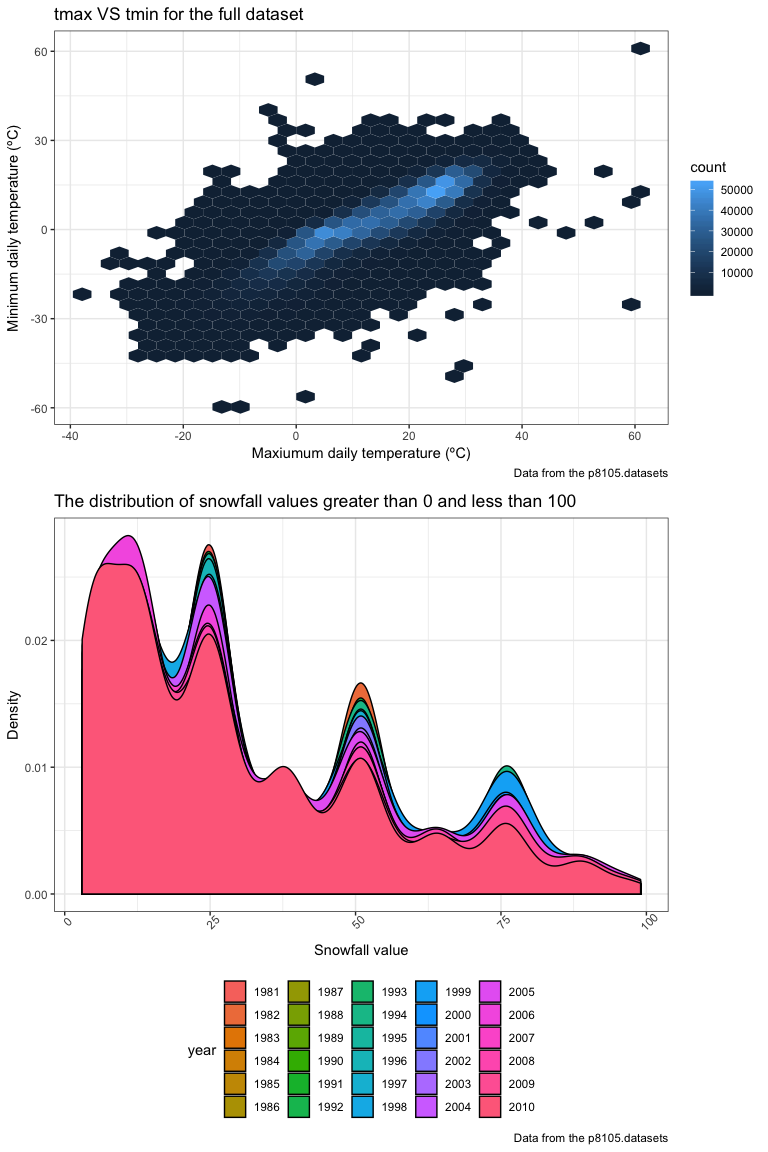 tmax VS tmin for the full dataset
60
30
0
-30
-60
Minimum daily temperature (ºC)
-40 -20 0 20 40 60
Maxiumum daily temperature (ºC)
count
50000
40000
30000
20000
10000
Data from the p8105.datasets
The distribution of snowfall values greater than 0 and less than 100
0.02
0.01
0.00
Density
0 25 50 75 100
Snowfall value
year
1981 1987 1993 1999 2005
1982 1988 1994 2000 2006
1983 1989 1995 2001 2007
1984 1990 1996 2002 2008
1985 1991 1997 2003 2009
1986 1992 1998 2004 2010
Data from the p8105.datasets